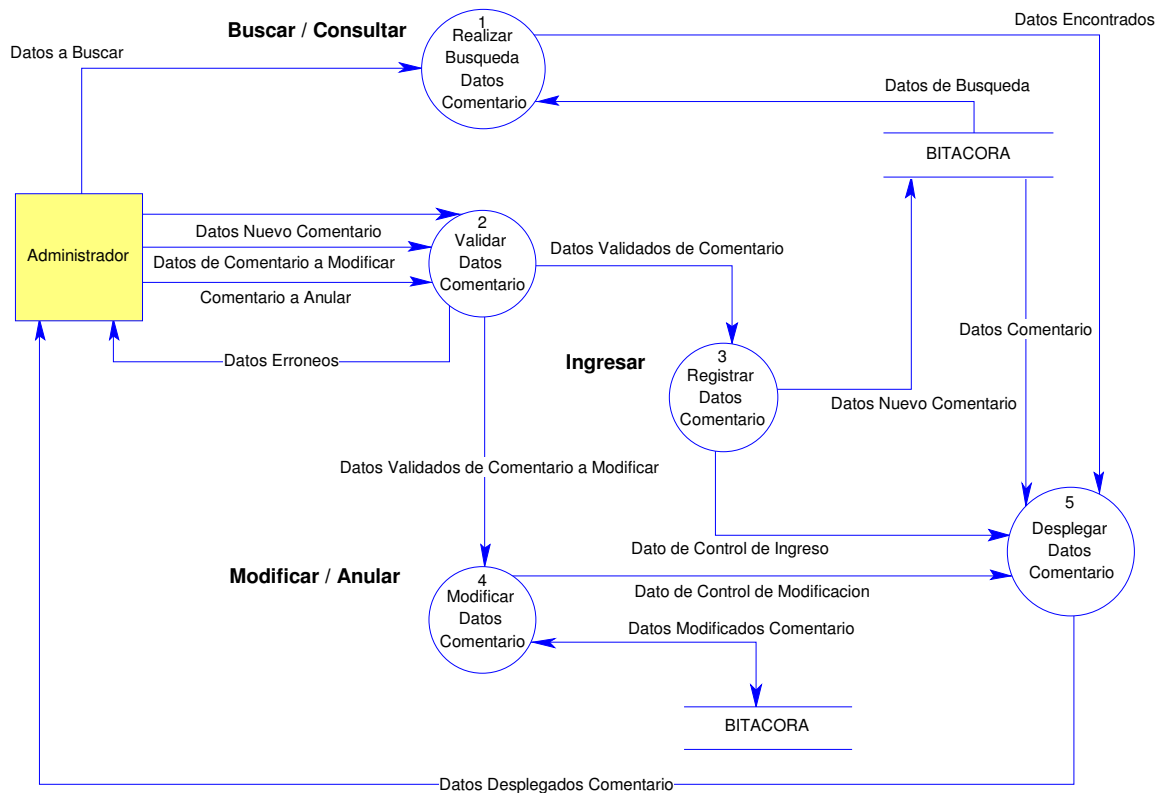 Datos Encontrados
Buscar / Consultar
1
Realizar
Busqueda
Datos
Comentario
Datos a Buscar
Datos de Busqueda
BITACORA
Administrador
Datos Nuevo Comentario
Datos de Comentario a Modificar
Comentario a Anular
Datos Erroneos
2
Validar
Datos
Comentario
Datos Validados de Comentario
Datos Comentario
Ingresar
3
Registrar
Datos
Comentario
Datos Nuevo Comentario
Datos Validados de Comentario a Modificar
5
Desplegar
Datos
Comentario
Dato de Control de Ingreso
Modificar / Anular
4
Modificar
Datos
Comentario
Dato de Control de Modificacion
Datos Modificados Comentario
BITACORA
Datos Desplegados Comentario